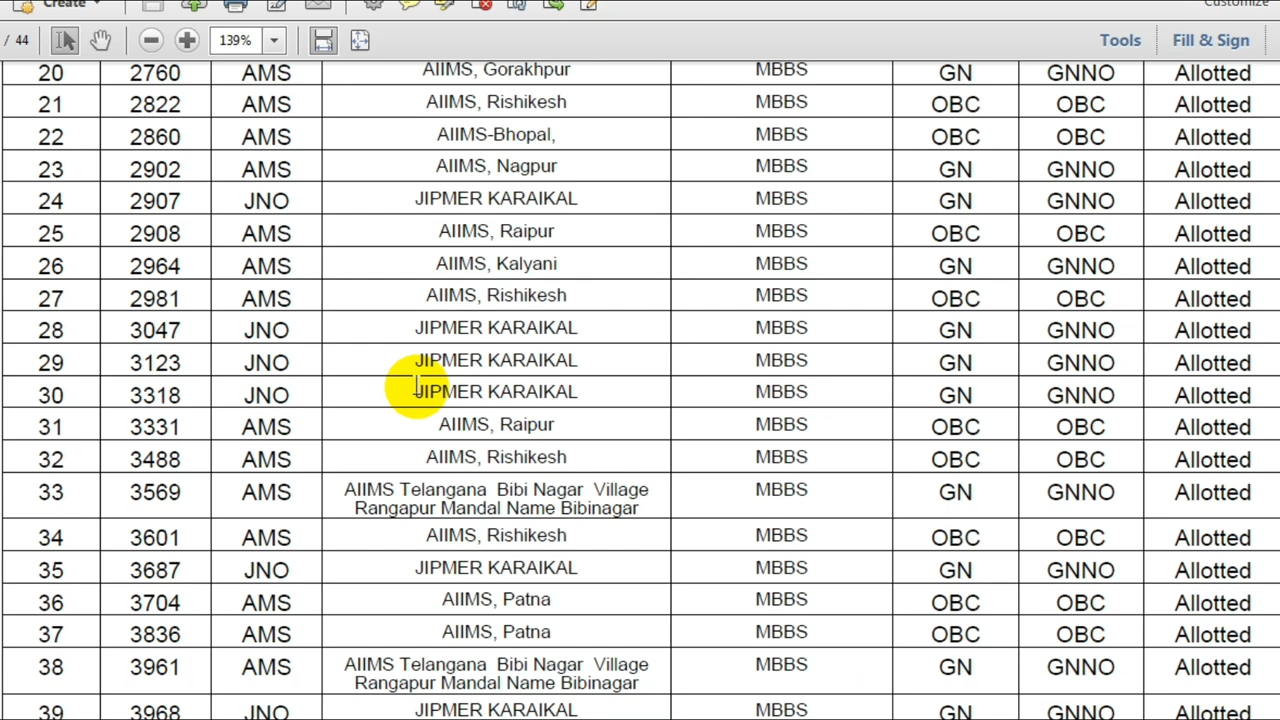 Create
Customize
/ 44
139%
Tools
Fill & Sign
20 2760 AMS AIIMS, Gorakhpur MBBS GN GNNO Allotted
21 2822 AMS AIIMS, Rishikesh MBBS OBC OBC Allotted
22 2860 AMS AIIMS-Bhopal, MBBS OBC OBC Allotted
23 2902 AMS AIIMS, Nagpur MBBS GN GNNO Allotted
24 2907 JNO JIPMER KARAIKAL MBBS GN GNNO Allotted
25 2908 AMS AIIMS, Raipur MBBS OBC OBC Allotted
26 2964 AMS AIIMS, Kalyani MBBS GN GNNO Allotted
27 2981 AMS AIIMS, Rishikesh MBBS OBC OBC Allotted
28 3047 JNO JIPMER KARAIKAL MBBS GN GNNO Allotted
29 3123 JNO JIPMER KARAIKAL MBBS GN GNNO Allotted
30 3318 JNO JIPMER KARAIKAL MBBS GN GNNO Allotted
31 3331 AMS AIIMS, Raipur MBBS OBC OBC Allotted
32 3488 AMS AIIMS, Rishikesh MBBS OBC OBC Allotted
33 3569 AMS AIIMS Telangana Bibi Nagar Village MBBS GN GNNO Allotted
Rangapur Mandal Name Bibinagar
34 3601 AMS AIIMS, Rishikesh MBBS OBC OBC Allotted
35 3687 JNO JIPMER KARAIKAL MBBS GN GNNO Allotted
36 3704 AMS AIIMS, Patna MBBS OBC OBC Allotted
37 3836 AMS AIIMS, Patna MBBS OBC OBC Allotted
38 3961 AMS AIIMS Telangana Bibi Nagar Village MBBS GN GNNO Allotted
Rangapur Mandal Name Bibinagar
39 3968 JNO JIPMER KARAIKAL MBBS GN GNNO Allotted